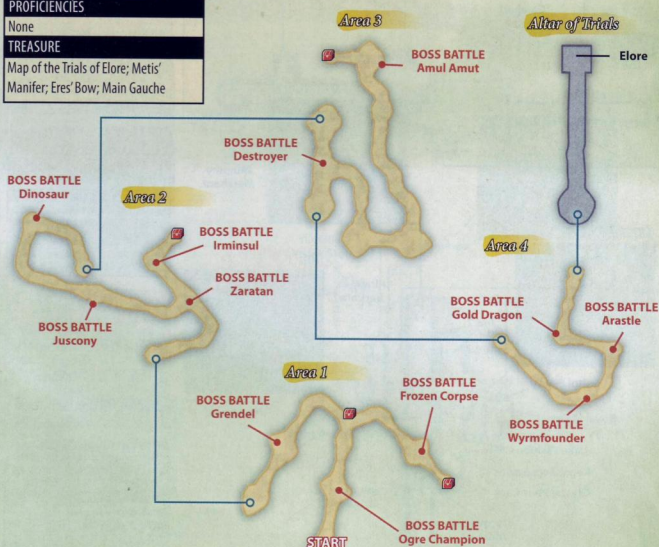 PROFICIENCIES
None
TREASURE
Map of the Trials of Elore; Metis'
Manifer; Eres' Bow; Main Gauche
Area 3
BOSS BATTLE
Amul Amut
BOSS BATTLE
Destroyer
Altar of Trials
Elore
BOSS BATTLE
Dinosaur
Area 2
BOSS BATTLE
Irminsul
BOSS BATTLE
Zaratan
BOSS BATTLE
Juscony
Area 4
BOSS BATTLE
Gold Dragon
BOSS BATTLE
Arastle
BOSS BATTLE
Wyrmfounder
Area 1
BOSS BATTLE
Grendel
BOSS BATTLE
Frozen Corpse
BOSS BATTLE
Ogre Champion
START